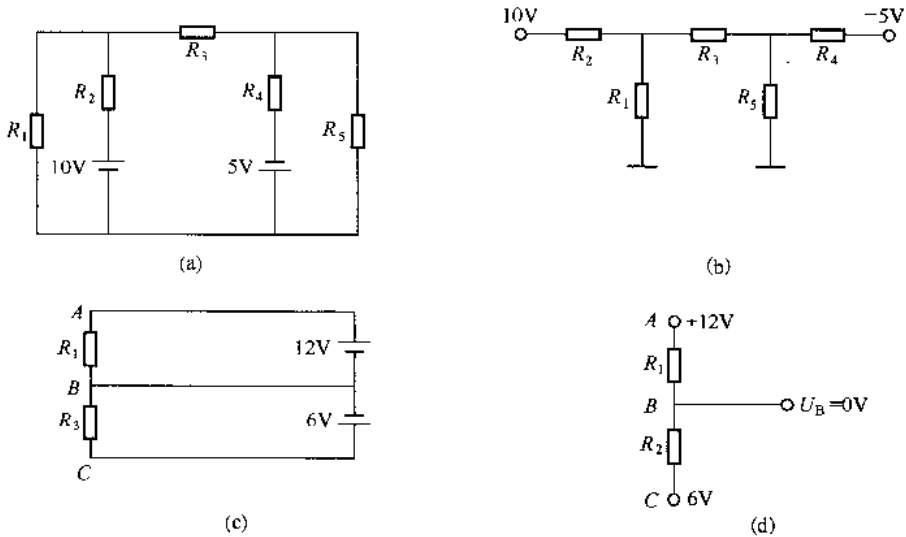 R3
R2
R4
R1
R5
10V
5V
(a)
10V
−5V
R2
R3
R4
R1
R5
(b)
A
R1
12V
B
R3
6V
C
(c)
A +12V
R1
B UB=0V
R2
C 6V
(d)